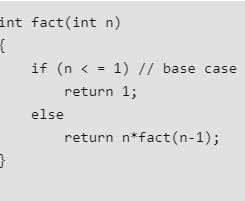 int fact(int n)
{
if (n < = 1) // base case
return 1;
else
return n*fact(n-1);
}